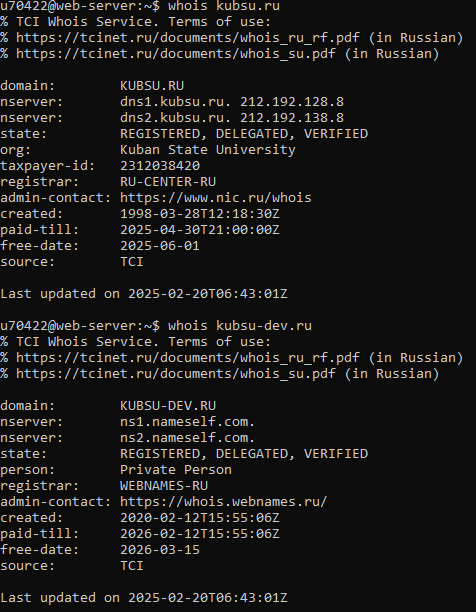 u70422@web-server:~$ whois kubsu.ru
% TCI Whois Service. Terms of use:
% https://tcinet.ru/documents/whois_ru_rf.pdf (in Russian)
% https://tcinet.ru/documents/whois_su.pdf (in Russian)
domain: KUBSU.RU
nserver: dns1.kubsu.ru. 212.192.128.8
nserver: dns2.kubsu.ru. 212.192.138.8
state: REGISTERED, DELEGATED, VERIFIED
org: Kuban State University
taxpayer-id: 2312038420
registrar: RU-CENTER-RU
admin-contact: https://www.nic.ru/whois
created: 1998-03-28T12:18:30Z
paid-till: 2025-04-30T21:00:00Z
free-date: 2025-06-01
source: TCI
Last updated on 2025-02-20T06:43:01Z
u70422@web-server:~$ whois kubsu-dev.ru
% TCI Whois Service. Terms of use:
% https://tcinet.ru/documents/whois_ru_rf.pdf (in Russian)
% https://tcinet.ru/documents/whois_su.pdf (in Russian)
domain: KUBSU-DEV.RU
nserver: ns1.nameself.com.
nserver: ns2.nameself.com.
state: REGISTERED, DELEGATED, VERIFIED
person: Private Person
registrar: WEBNAMES-RU
admin-contact: https://whois.webnames.ru/
created: 2020-02-12T15:55:06Z
paid-till: 2026-02-12T15:55:06Z
free-date: 2026-03-15
source: TCI
Last updated on 2025-02-20T06:43:01Z